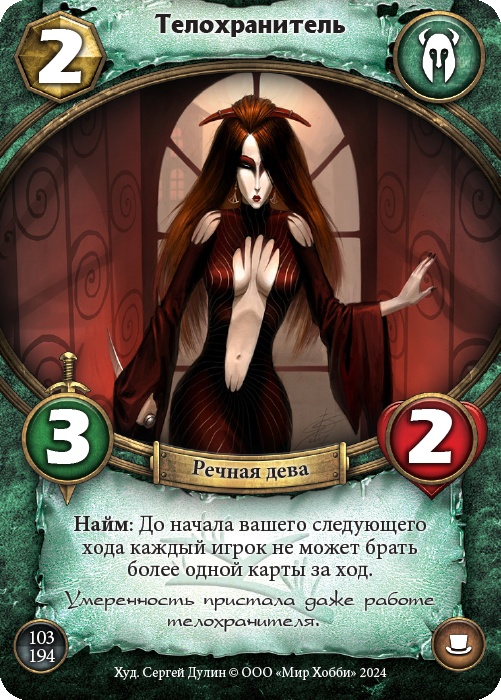 Телохранитель
2
3
2
Речная дева
Найм: До начала вашего следующего
хода каждый игрок не может брать
более одной карты за ход.
Умеренность пристала даже работе
телохранителя.
103
194
Худ. Сергей Дулин © ООО «Мир Хобби» 2024